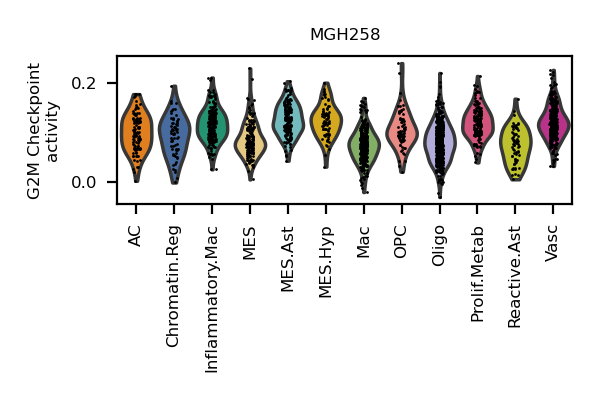 MGH258
G2M Checkpoint
activity
0.2
0.0
AC
Chromatin.Reg
Inflammatory.Mac
MES
MES.Ast
MES.Hyp
Mac
OPC
Oligo
Prolif.Metab
Reactive.Ast
Vasc